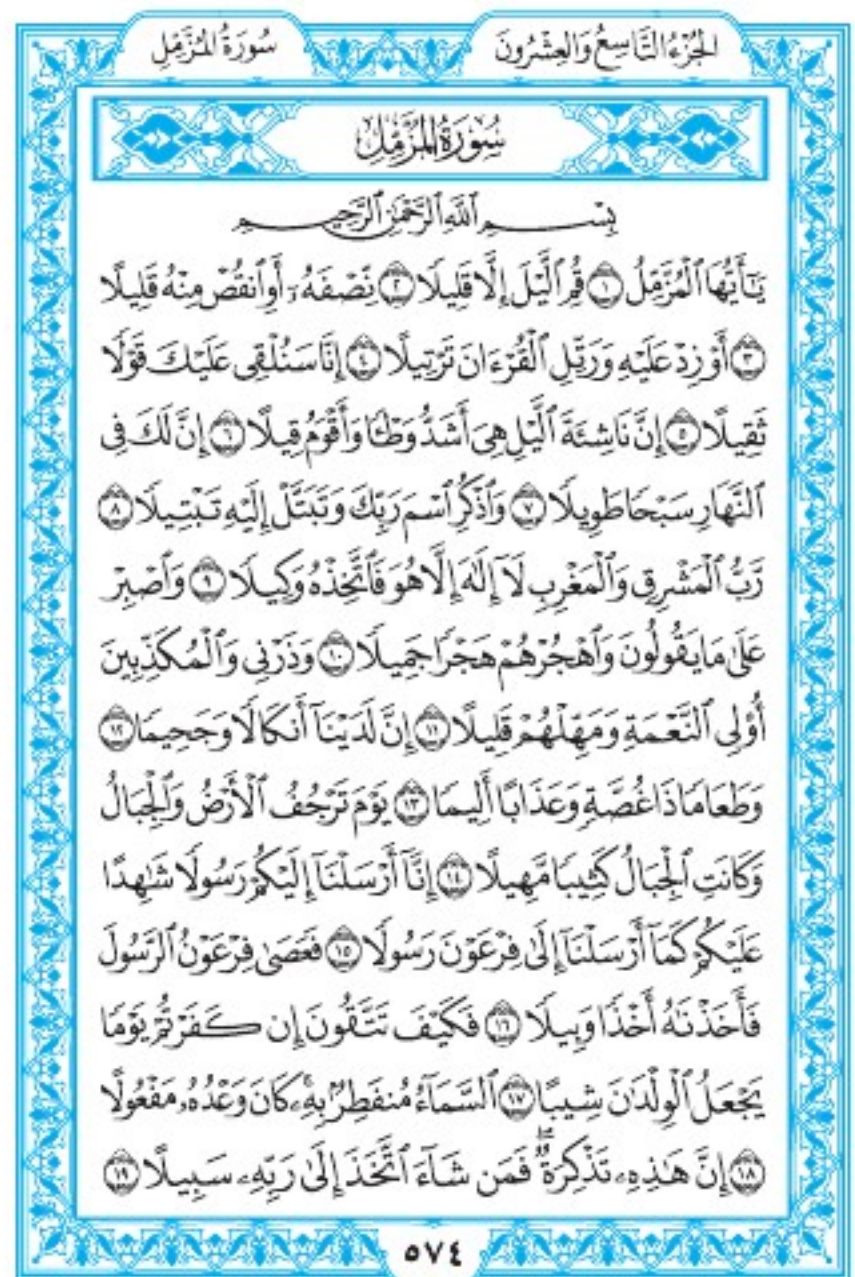 الجُزْءُ التَّاسِعُ وَالعِشْرُونَ سُورَةُ المُزَّمِّلِ
سُورَةُ المُزَّمِّلِ
بِسْمِ ٱللَّهِ ٱلرَّحْمَٰنِ ٱلرَّحِيمِ
يَٰٓأَيُّهَا ٱلْمُزَّمِّلُ ١ قُمِ ٱلَّيْلَ إِلَّا قَلِيلًا ٢ نِّصْفَهُۥٓ أَوِ ٱنقُصْ مِنْهُ قَلِيلًا
٣ أَوْ زِدْ عَلَيْهِ وَرَتِّلِ ٱلْقُرْءَانَ تَرْتِيلًا ٤ إِنَّا سَنُلْقِى عَلَيْكَ قَوْلًا
ثَقِيلًا ٥ إِنَّ نَاشِئَةَ ٱلَّيْلِ هِىَ أَشَدُّ وَطْـًٔا وَأَقْوَمُ قِيلًا ٦ إِنَّ لَكَ فِى
ٱلنَّهَارِ سَبْحًا طَوِيلًا ٧ وَٱذْكُرِ ٱسْمَ رَبِّكَ وَتَبَتَّلْ إِلَيْهِ تَبْتِيلًا ٨
رَّبُّ ٱلْمَشْرِقِ وَٱلْمَغْرِبِ لَآ إِلَٰهَ إِلَّا هُوَ فَٱتَّخِذْهُ وَكِيلًا ٩ وَٱصْبِرْ
عَلَىٰ مَا يَقُولُونَ وَٱهْجُرْهُمْ هَجْرًا جَمِيلًا ١٠ وَذَرْنِى وَٱلْمُكَذِّبِينَ
أُو۟لِى ٱلنَّعْمَةِ وَمَهِّلْهُمْ قَلِيلًا ١١ إِنَّ لَدَيْنَآ أَنكَالًا وَجَحِيمًا ١٢
وَطَعَامًا ذَا غُصَّةٍ وَعَذَابًا أَلِيمًا ١٣ يَوْمَ تَرْجُفُ ٱلْأَرْضُ وَٱلْجِبَالُ
وَكَانَتِ ٱلْجِبَالُ كَثِيبًا مَّهِيلًا ١٤ إِنَّآ أَرْسَلْنَآ إِلَيْكُمْ رَسُولًا شَٰهِدًا
عَلَيْكُمْ كَمَآ أَرْسَلْنَآ إِلَىٰ فِرْعَوْنَ رَسُولًا ١٥ فَعَصَىٰ فِرْعَوْنُ ٱلرَّسُولَ
فَأَخَذْنَٰهُ أَخْذًا وَبِيلًا ١٦ فَكَيْفَ تَتَّقُونَ إِن كَفَرْتُمْ يَوْمًا
يَجْعَلُ ٱلْوِلْدَٰنَ شِيبًا ١٧ ٱلسَّمَآءُ مُنفَطِرٌۢ بِهِۦ ۚ كَانَ وَعْدُهُۥ مَفْعُولًا
١٨ إِنَّ هَٰذِهِۦ تَذْكِرَةٌ ۖ فَمَن شَآءَ ٱتَّخَذَ إِلَىٰ رَبِّهِۦ سَبِيلًا ١٩
٥٧٤